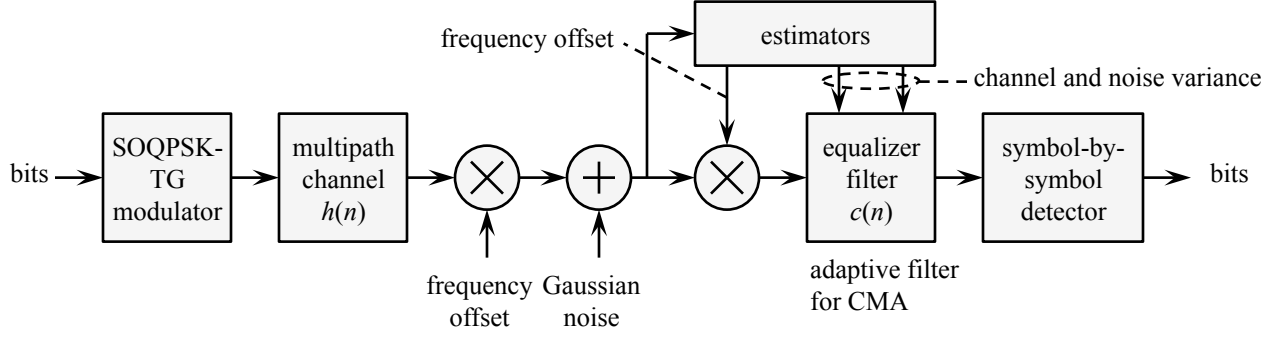 estimators
frequency offset
channel and noise variance
bits
SOQPSK-
TG
modulator
multipath
channel
h(n)
×
+
×
equalizer
filter
c(n)
symbol-by-
symbol
detector
bits
frequency
offset
Gaussian
noise
adaptive filter
for CMA